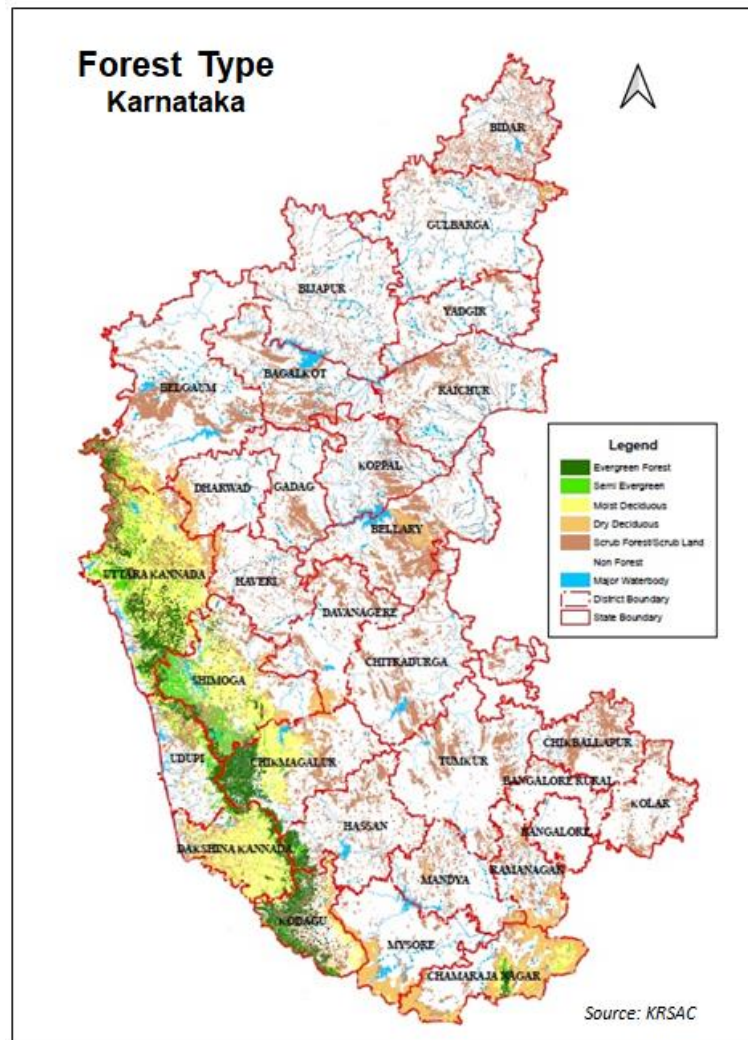 Forest Type
Karnataka
BIDAR
GULBARGA
BIJAPUR
YADGIR
BAGALKOT
BELGAUM
RAICHUR
KOPPAL
DHARWAD
GADAG
BELLARY
UTTARA KANNADA
HAVERI
DAVANAGERE
CHITRADURGA
SHIMOGA
UDUPI
CHIKMAGALUR
TUMKUR
CHIKBALLAPUR
BANGALORE RURAL
KOLAR
HASSAN
BANGALORE
DAKSHINA KANNADA
RAMANAGAR
MANDYA
KODAGU
MYSORE
CHAMARAJA NAGAR
Legend
Evergreen Forest
Semi Evergreen
Moist Deciduous
Dry Deciduous
Scrub Forest/Scrub Land
Non Forest
Major Waterbody
District Boundary
State Boundary
Source: KRSAC